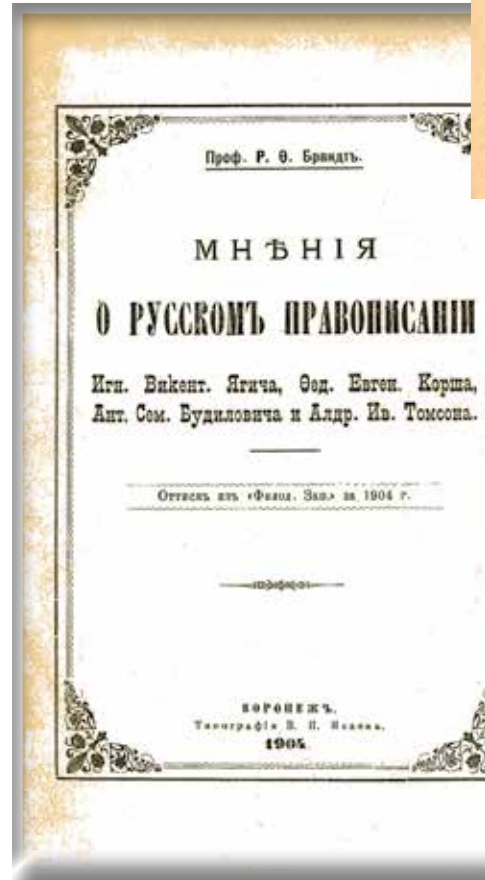 Проф. Р. Ѳ. Брандтъ.
МНѢНІЯ
О РУССКОМЪ ПРАВОПИСАНІИ
Игн. Викент. Ягича, Ѳед. Евген. Корша,
Ант. Сем. Будиловича и Алдр. Ив. Томсона.
Оттискъ изъ «Филол. Зап.» за 1904 г.
ВОРОНЕЖЪ.
Типографія В. И. Исаева.
1904.